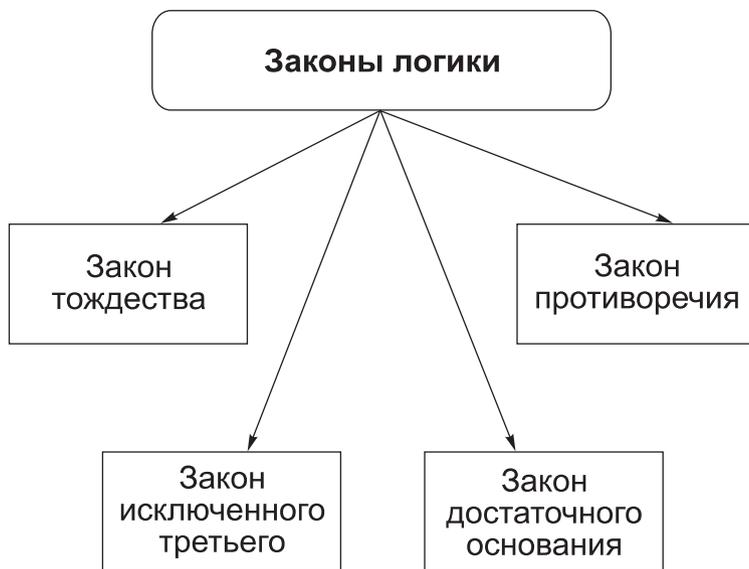 Законы логики
Закон
тождества
Закон
противоречия
Закон
исключенного
третьего
Закон
достаточного
основания